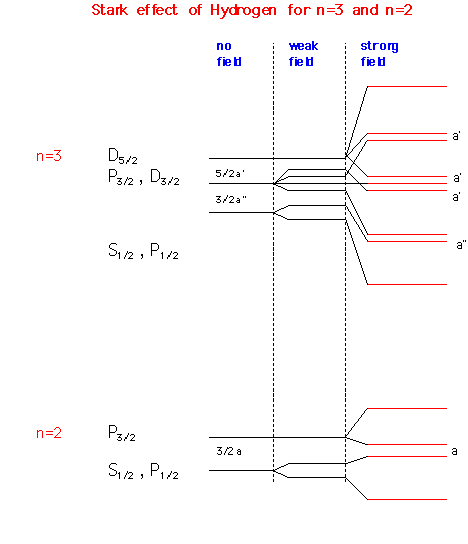 Stark effect of Hydrogen for n=3 and n=2
no field
weak field
strorg field
n=3
D5/2
P3/2 , D3/2
S1/2 , P1/2
5/2a'
3/2a"
a'
a'
a'
a"
n=2
P3/2
S1/2 , P1/2
3/2a
a